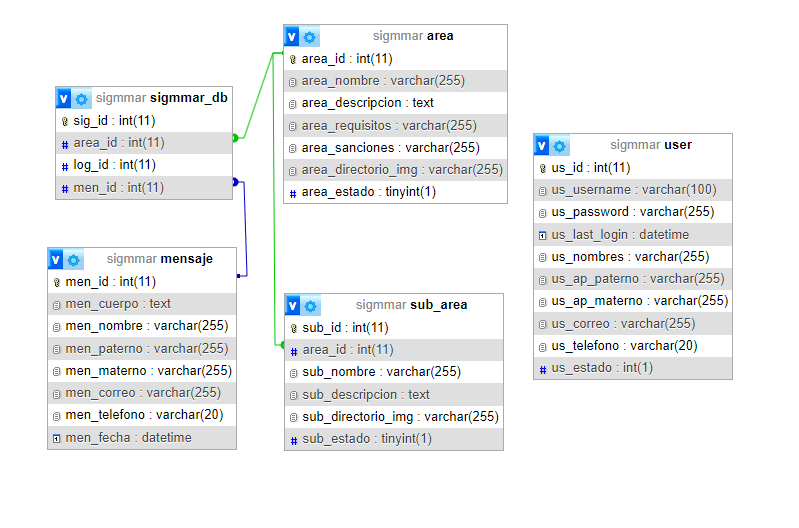 sigmmar sigmmar_db
sig_id : int(11)
area_id : int(11)
log_id : int(11)
men_id : int(11)
sigmmar mensaje
men_id : int(11)
men_cuerpo : text
men_nombre : varchar(255)
men_paterno : varchar(255)
men_materno : varchar(255)
men_correo : varchar(255)
men_telefono : varchar(20)
men_fecha : datetime
sigmmar area
area_id : int(11)
area_nombre : varchar(255)
area_descripcion : text
area_requisitos : varchar(255)
area_sanciones : varchar(255)
area_directorio_img : varchar(255)
area_estado : tinyint(1)
sigmmar sub_area
sub_id : int(11)
area_id : int(11)
sub_nombre : varchar(255)
sub_descripcion : text
sub_directorio_img : varchar(255)
sub_estado : tinyint(1)
sigmmar user
us_id : int(11)
us_username : varchar(100)
us_password : varchar(255)
us_last_login : datetime
us_nombres : varchar(255)
us_ap_paterno : varchar(255)
us_ap_materno : varchar(255)
us_correo : varchar(255)
us_telefono : varchar(20)
us_estado : int(1)